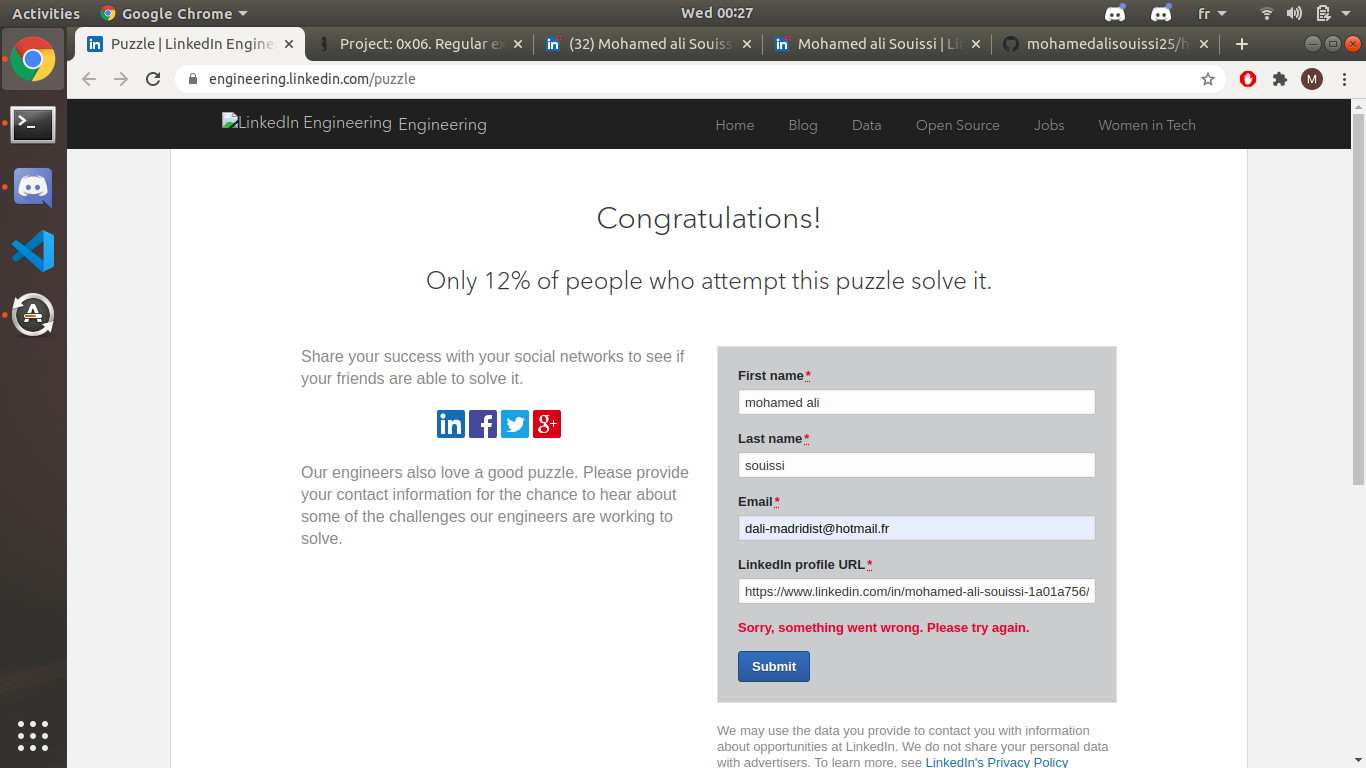 Activities Google Chrome Wed 00:27 fr
Puzzle | LinkedIn Engine Project: 0x06. Regular e (32) Mohamed ali Souiss Mohamed ali Souissi | Li mohamedalisouissi25/h
engineering.linkedin.com/puzzle M
LinkedIn Engineering Engineering Home Blog Data Open Source Jobs Women in Tech
Congratulations!
Only 12% of people who attempt this puzzle solve it.
Share your success with your social networks to see if
your friends are able to solve it.
in f g+
Our engineers also love a good puzzle. Please provide
your contact information for the chance to hear about
some of the challenges our engineers are working to
solve.
First name*
mohamed ali
Last name*
souissi
Email*
dali-madridist@hotmail.fr
LinkedIn profile URL*
https://www.linkedin.com/in/mohamed-ali-souissi-1a01a756/
Sorry, something went wrong. Please try again.
Submit
We may use the data you provide to contact you with information
about opportunities at LinkedIn. We do not share your personal data
with advertisers. To learn more, see LinkedIn's Privacy Policy